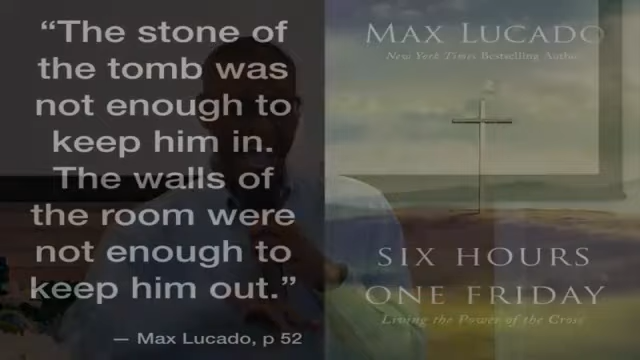 “The stone of
the tomb was
not enough to
keep him in.
The walls of
the room were
not enough to
keep him out.”
— Max Lucado, p 52
MAX LUCADO
New York Times Bestselling Author
SIX HOURS
ONE FRIDAY
Living the Power of the Cross